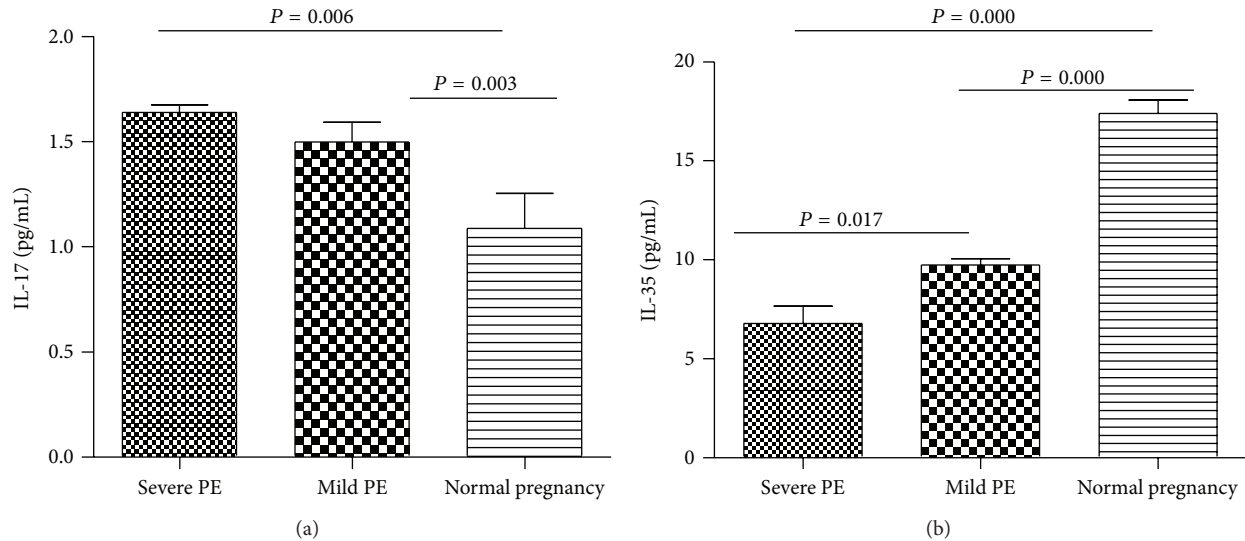 P = 0.006
2.0
P = 0.003
1.5
1.0
0.5
0.0
IL-17 (pg/mL)
Severe PE
Mild PE
Normal pregnancy
(a)
P = 0.000
20
P = 0.000
15
P = 0.017
10
5
0
IL-35 (pg/mL)
Severe PE
Mild PE
Normal pregnancy
(b)